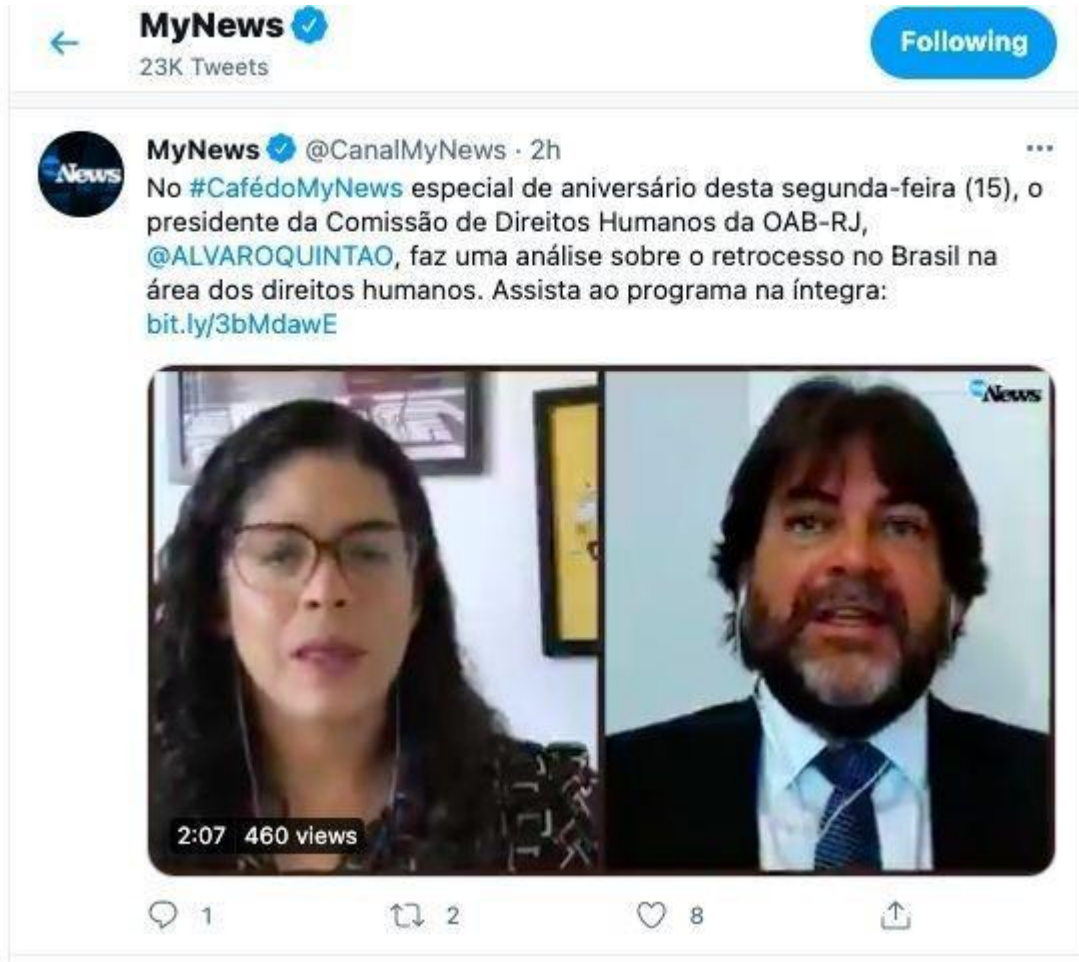 MyNews
23K Tweets
Following
News
MyNews @CanalMyNews · 2h
No #CafédoMyNews especial de aniversário desta segunda-feira (15), o
presidente da Comissão de Direitos Humanos da OAB-RJ,
@ALVAROQUINTAO, faz uma análise sobre o retrocesso no Brasil na
área dos direitos humanos. Assista ao programa na íntegra:
bit.ly/3bMdawE
News
2:07 460 views
1 2 8